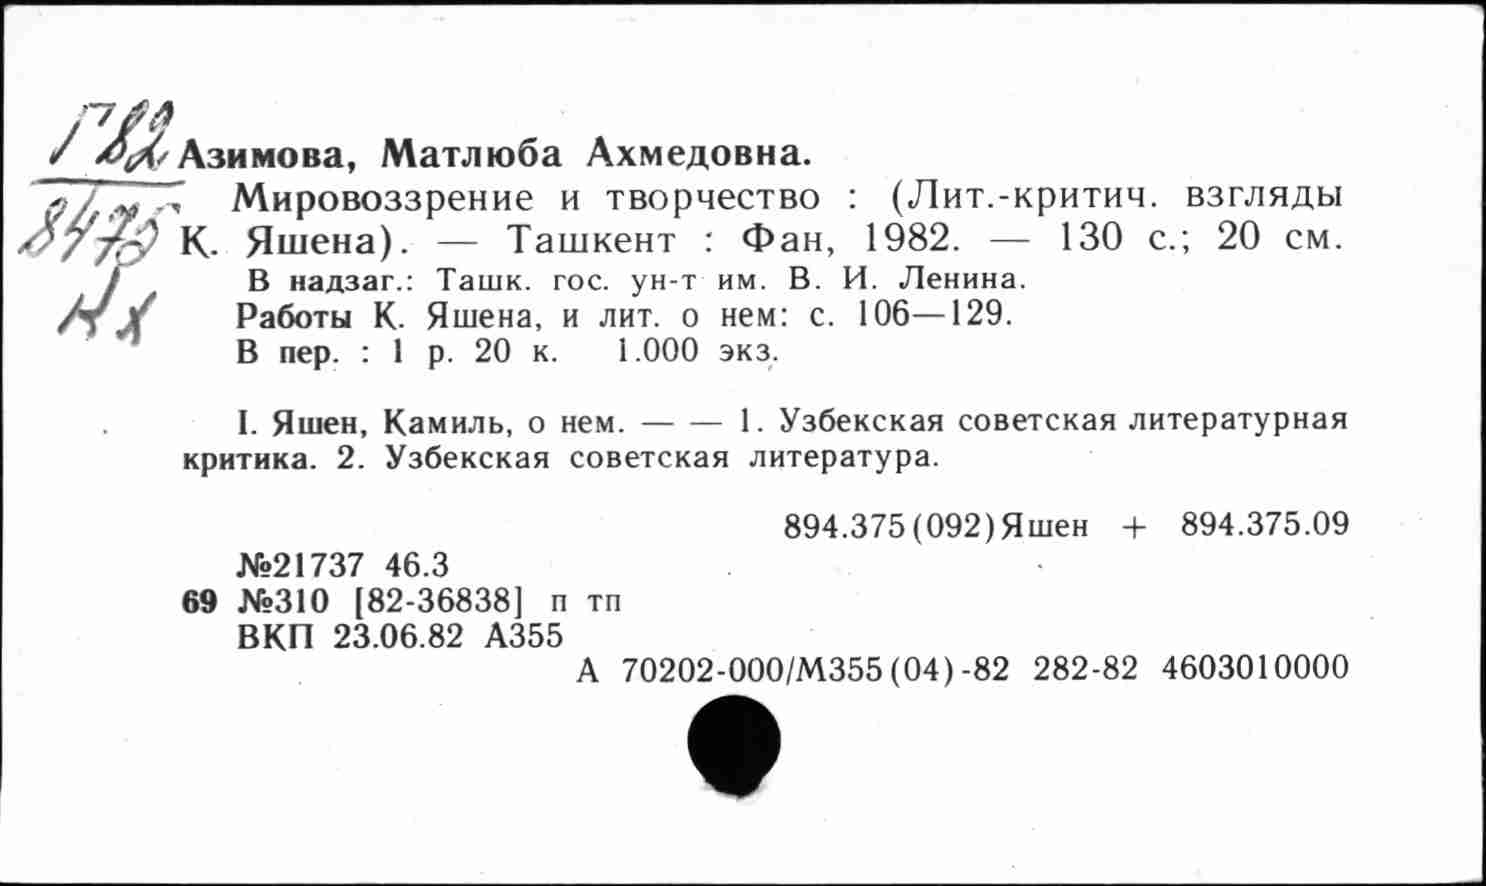 Г82
8475
Кх
Азимова, Матлюба Ахмедовна.
Мировоззрение и творчество : (Лит.-критич. взгляды
К. Яшена). — Ташкент : Фан, 1982. — 130 с.; 20 см.
В надзаг.: Ташк. гос. ун-т им. В. И. Ленина.
Работы К. Яшена, и лит. о нем: с. 106—129.
В пер. : 1 р. 20 к. 1.000 экз.
I. Яшен, Камиль, о нем. — — 1. Узбекская советская литературная
критика. 2. Узбекская советская литература.
894.375(092)Яшен + 894.375.09
№21737 46.3
69 №310 [82-36838] п тп
ВКП 23.06.82 А355
А 70202-000/М355(04)-82 282-82 4603010000